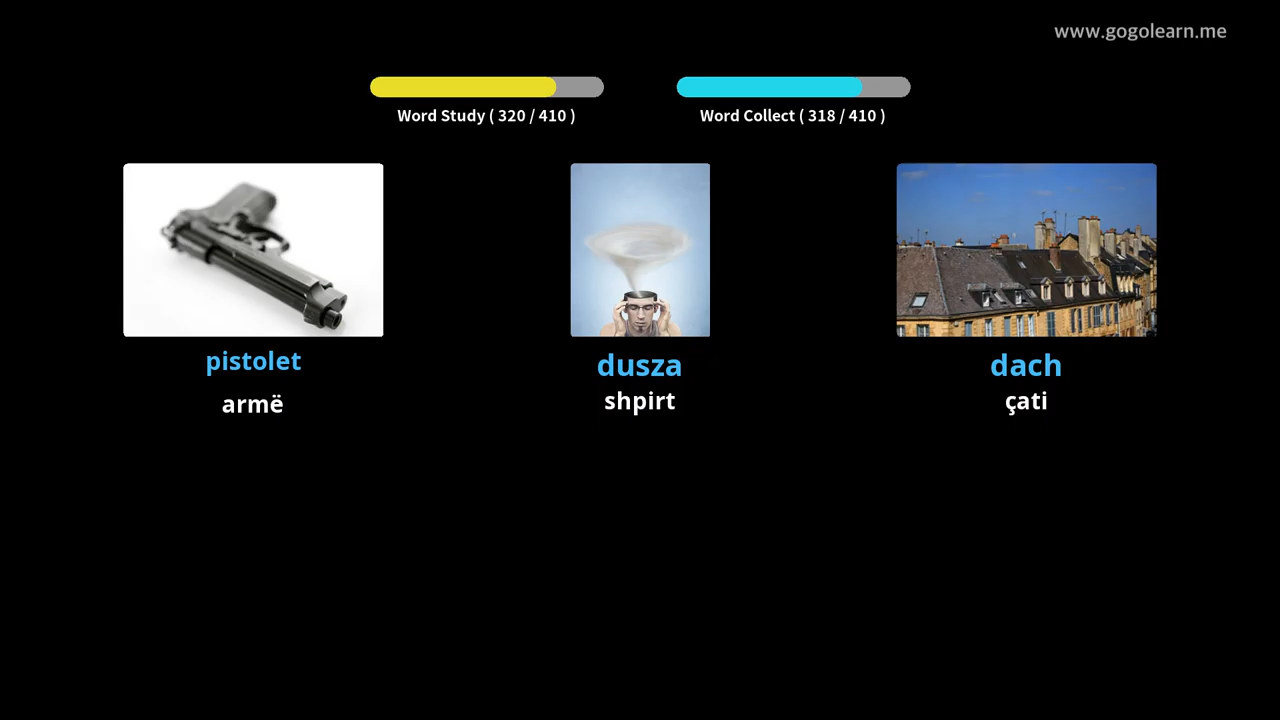 www.gogolearn.me
Word Study ( 320 / 410 )
Word Collect ( 318 / 410 )
pistolet
armë
dusza
shpirt
dach
çati